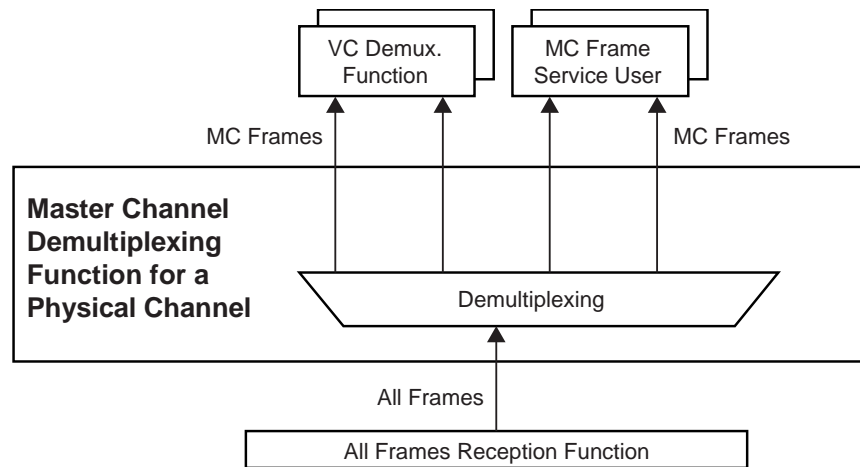 VC Demux.
Function
MC Frame
Service User
MC Frames
MC Frames
Master Channel
Demultiplexing
Function for a
Physical Channel
Demultiplexing
All Frames
All Frames Reception Function